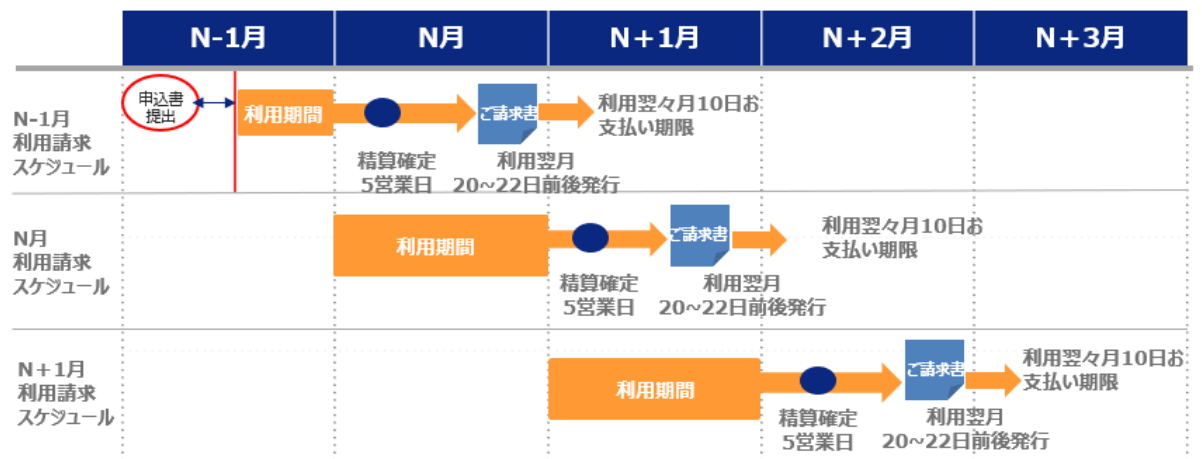 N-1月
N月
N＋1月
N＋2月
N＋3月
N-1月
利用請求
スケジュール
申込書
提出
利用期間
精算確定
5営業日
ご請求書
利用翌月
20~22日前後発行
利用翌々月10日お
支払い期限
N月
利用請求
スケジュール
利用期間
精算確定
5営業日
ご請求書
利用翌月
20~22日前後発行
利用翌々月10日お
支払い期限
N＋1月
利用請求
スケジュール
利用期間
精算確定
5営業日
ご請求書
利用翌月
20~22日前後発行
利用翌々月10日お
支払い期限